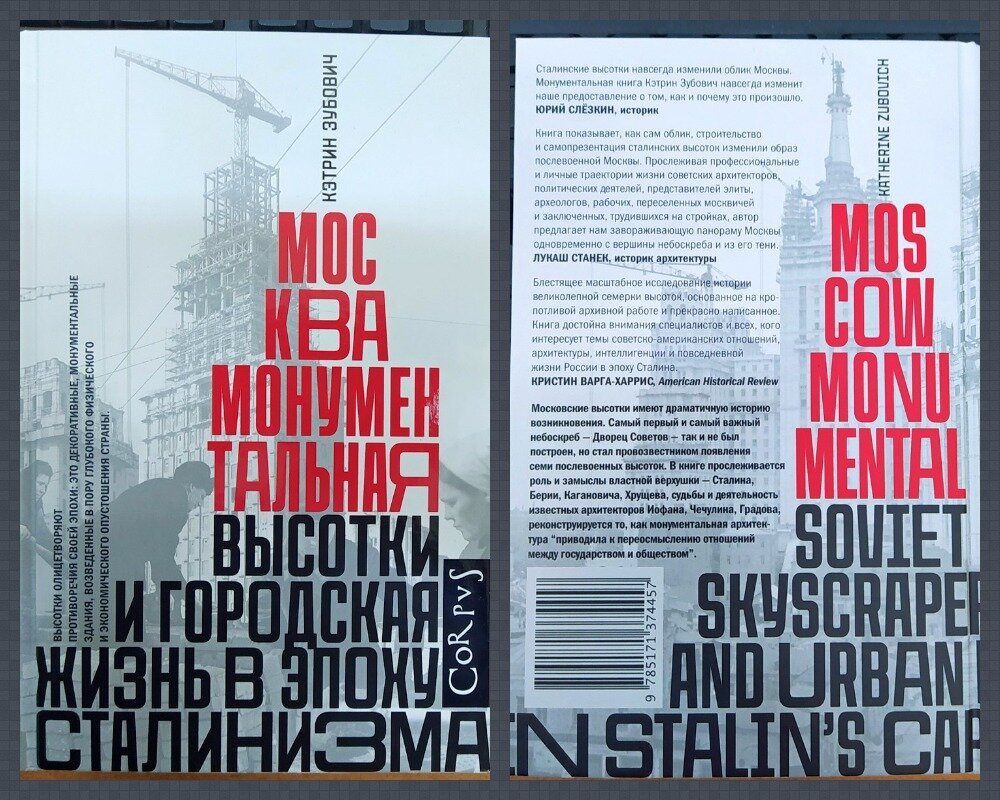 КЭТРИН ЗУБОВИЧ
МОС
КВА
МОНУМЕН
ТАЛЬНАЯ
ВЫСОТКИ
И ГОРОДСКАЯ
ЖИЗНЬ В ЭПОХУ
СТАЛИНИЗМА
ВЫСОТКИ ОЛИЦЕТВОРЯЮТ
ПРОТИВОРЕЧИЯ СВОЕЙ ЭПОХИ: ЭТО ДЕКОРАТИВНЫЕ, МОНУМЕНТАЛЬНЫЕ
ЗДАНИЯ, ВОЗВЕДЕННЫЕ В ПОРУ ГЛУБОКОГО ФИЗИЧЕСКОГО
И ЭКОНОМИЧЕСКОГО ОПУСТОШЕНИЯ СТРАНЫ.
CORPVS
Сталинские высотки навсегда изменили облик Москвы.
Монументальная книга Кэтрин Зубович навсегда изменит
наше предоставление о том, как и почему это произошло.
ЮРИЙ СЛЁЗКИН, историк
Книга показывает, как сам облик, строительство
и самопрезентация сталинских высоток изменили образ
послевоенной Москвы. Прослеживая профессиональные
и личные траектории жизни советских архитекторов,
политических деятелей, представителей элиты,
археологов, рабочих, переселенных москвичей
и заключенных, трудившихся на стройках, автор
предлагает нам завораживающую панораму Москвы
одновременно с вершины небоскреба и из его тени.
ЛУКАШ СТАНЕК, историк архитектуры
Блестящее масштабное исследование истории
великолепной семерки высоток, основанное на кро-
потливой архивной работе и прекрасно написанное.
Книга достойна внимания специалистов и всех, кого
интересует темы советско-американских отношений,
архитектуры, интеллигенции и повседневной
жизни России в эпоху Сталина.
КРИСТИН ВАРГА-ХАРРИС, American Historical Review
Московские высотки имеют драматичную историю
возникновения. Самый первый и самый важный
небоскреб — Дворец Советов — так и не был
построен, но стал провозвестником появления
семи послевоенных высоток. В книге прослеживается
роль и замыслы властной верхушки — Сталина,
Берии, Кагановича, Хрущева, судьбы и деятельность
известных архитекторов Иофана, Чечулина, Градова,
реконструируется то, как монументальная архитек-
тура “приводила к переосмыслению отношений
между государством и обществом”.
9 785171 374457
KATHERINE ZUBOVICH
MOS
COW
MONU
MENTAL
SOVIET
SKYSCRAPER
AND URBAN
EN STALIN'S CAP